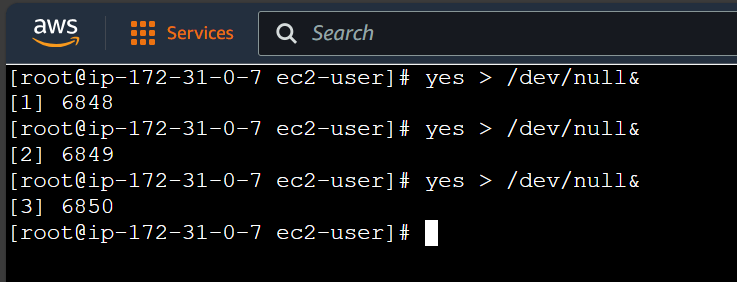 aws Services Search
[root@ip-172-31-0-7 ec2-user]# yes > /dev/null&
[1] 6848
[root@ip-172-31-0-7 ec2-user]# yes > /dev/null&
[2] 6849
[root@ip-172-31-0-7 ec2-user]# yes > /dev/null&
[3] 6850
[root@ip-172-31-0-7 ec2-user]#